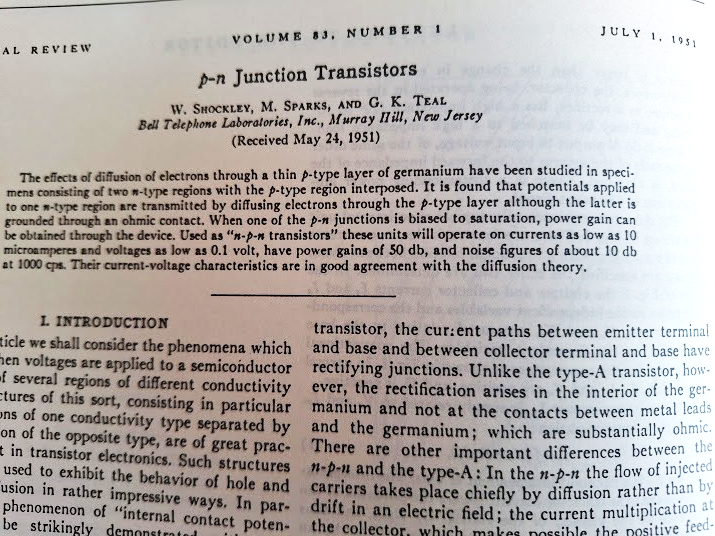 AL REVIEW
VOLUME 83, NUMBER 1
JULY 1, 1951
p-n Junction Transistors
W. SHOCKLEY, M. SPARKS, AND G. K. TEAL
Bell Telephone Laboratories, Inc., Murray Hill, New Jersey
(Received May 24, 1951)
The effects of diffusion of electrons through a thin p-type layer of germanium have been studied in speci-
mens consisting of two n-type regions with the p-type region interposed. It is found that potentials applied
to one n-type region are transmitted by diffusing electrons through the p-type layer although the latter is
grounded through an ohmic contact. When one of the p-n junctions is biased to saturation, power gain can
be obtained through the device. Used as "n-p-n transistors" these units will operate on currents as low as 10
microamperes and voltages as low as 0.1 volt, have power gains of 50 db, and noise figures of about 10 db
at 1000 cps. Their current-voltage characteristics are in good agreement with the diffusion theory.
I. INTRODUCTION
ticle we shall consider the phenomena which
hen voltages are applied to a semiconductor
of several regions of different conductivity
ctures of this sort, consisting in particular
ons of one conductivity type separated by
on of the opposite type, are of great prac-
t in transistor electronics. Such structures
used to exhibit the behavior of hole and
usion in rather impressive ways. In par-
phenomenon of "internal contact poten-
be strikingly demonstrated
transistor, the current paths between emitter terminal
and base and between collector terminal and base have
rectifying junctions. Unlike the type-A transistor, how-
ever, the rectification arises in the interior of the ger-
manium and not at the contacts between metal leads
and the germanium; which are substantially ohmic.
There are other important differences between the
n-p-n and the type-A: In the n-p-n the flow of injected
carriers takes place chiefly by diffusion rather than by
drift in an electric field; the current multiplication at
the collector, which makes possible the positive feed-